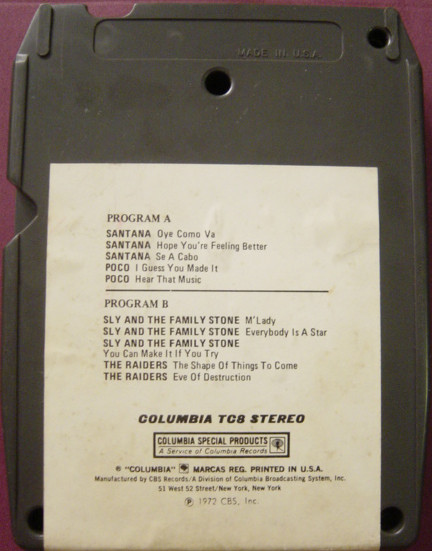 MADE IN U.S.A.
PROGRAM A
SANTANA Oye Como Va
SANTANA Hope You're Feeling Better
SANTANA Se A Cabo
POCO I Guess You Made It
POCO Hear That Music
PROGRAM B
SLY AND THE FAMILY STONE M'Lady
SLY AND THE FAMILY STONE Everybody Is A Star
SLY AND THE FAMILY STONE
You Can Make It If You Try
THE RAIDERS The Shape Of Things To Come
THE RAIDERS Eve Of Destruction
COLUMBIA TC8 STEREO
COLUMBIA SPECIAL PRODUCTS
A Service of Columbia Records
® "COLUMBIA" MARCAS REG. PRINTED IN U.S.A.
Manufactured by CBS Records/A Division of Columbia Broadcasting System, Inc.
51 West 52 Street/New York, New York
℗ 1972 CBS, Inc.